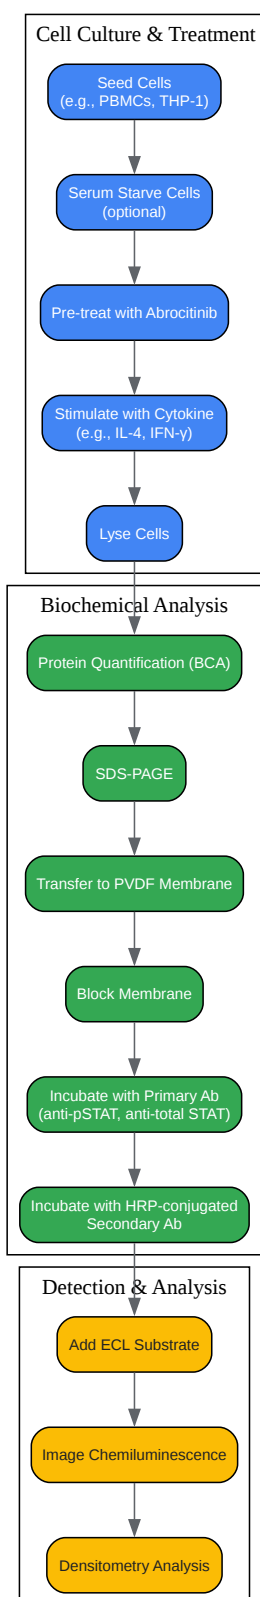 Cell Culture & Treatment
Seed Cells
(e.g., PBMCs, THP-1)
Serum Starve Cells
(optional)
Pre-treat with Abrocitinib
Stimulate with Cytokine
(e.g., IL-4, IFN-γ)
Lyse Cells
Biochemical Analysis
Protein Quantification (BCA)
SDS-PAGE
Transfer to PVDF Membrane
Block Membrane
Incubate with Primary Ab
(anti-pSTAT, anti-total STAT)
Incubate with HRP-conjugated
Secondary Ab
Detection & Analysis
Add ECL Substrate
Image Chemiluminescence
Densitometry Analysis